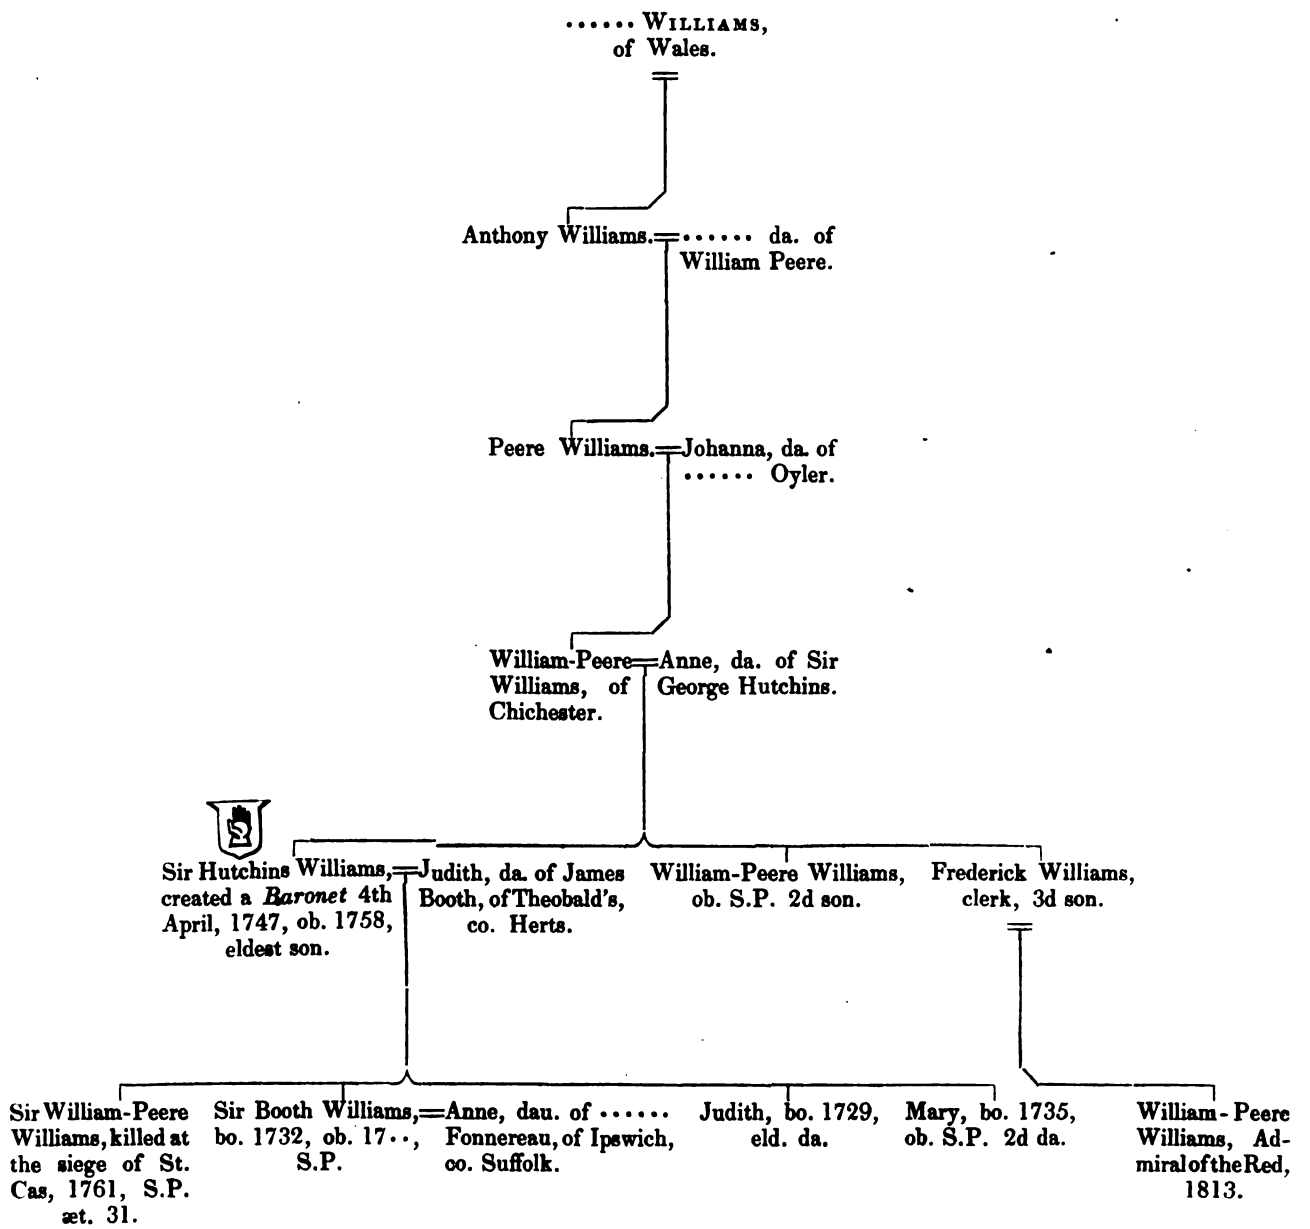 ...... WILLIAMS,
of Wales.
Anthony Williams.
...... da. of
William Peere.
Peere Williams.
Johanna, da. of
...... Oyler.
William-Peere
Williams, of
Chichester.
Anne, da. of Sir
George Hutchins.
Sir Hutchins Williams,
created a Baronet 4th
April, 1747, ob. 1758,
eldest son.
Judith, da. of James
Booth, of Theobald's,
co. Herts.
William-Peere Williams,
ob. S.P. 2d son.
Frederick Williams,
clerk, 3d son.
Sir William-Peere
Williams, killed at
the siege of St.
Cas, 1761, S.P.
æt. 31.
Sir Booth Williams,
bo. 1732, ob. 17..,
S.P.
Anne, dau. of ......
Fonnereau, of Ipswich,
co. Suffolk.
Judith, bo. 1729,
eld. da.
Mary, bo. 1735,
ob. S.P. 2d da.
William-Peere
Williams, Ad-
miral of the Red,
1813.